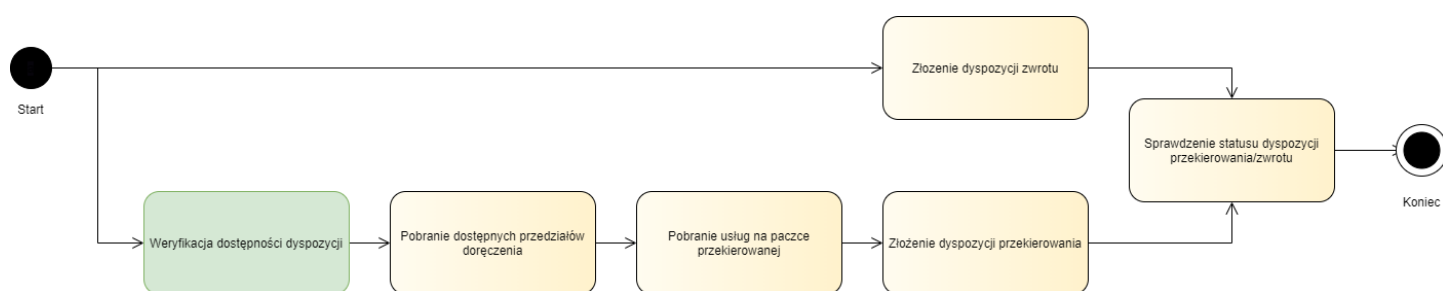 Start
Złozenie dyspozycji zwrotu
Sprawdzenie statusu dyspozycji
przekierowania/zwrotu
Koniec
Weryfikacja dostępności dyspozycji
Pobranie dostępnych przedziałów
doręczenia
Pobranie usług na paczce
przekierowanej
Złożenie dyspozycji przekierowania